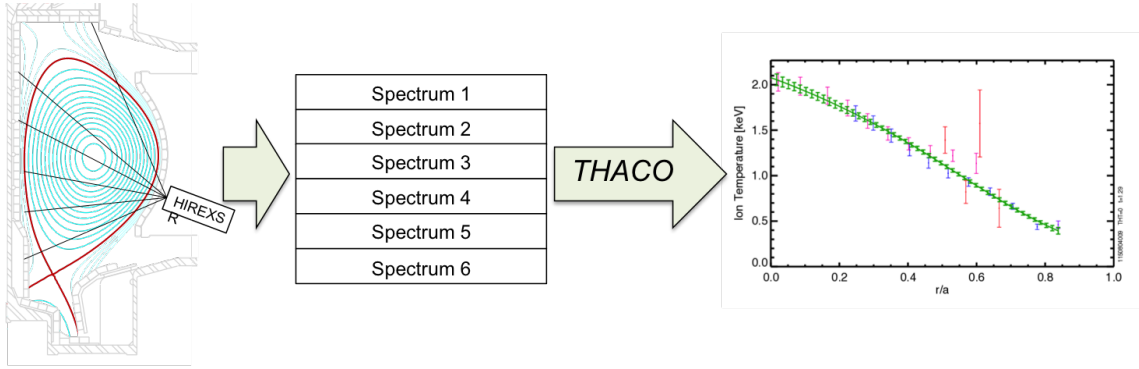 HIREXS
R
Spectrum 1
Spectrum 2
Spectrum 3
Spectrum 4
Spectrum 5
Spectrum 6
THACO
Ion Temperature [keV]
2.0
1.5
1.0
0.5
0.0
0.0
0.2
0.4
0.6
0.8
1.0
r/a